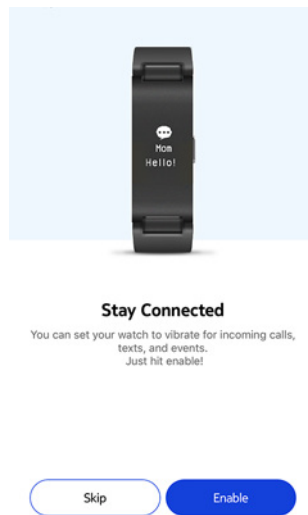 Mom
Hello!
Stay Connected
You can set your watch to vibrate for incoming calls,
texts, and events.
Just hit enable!
Skip
Enable